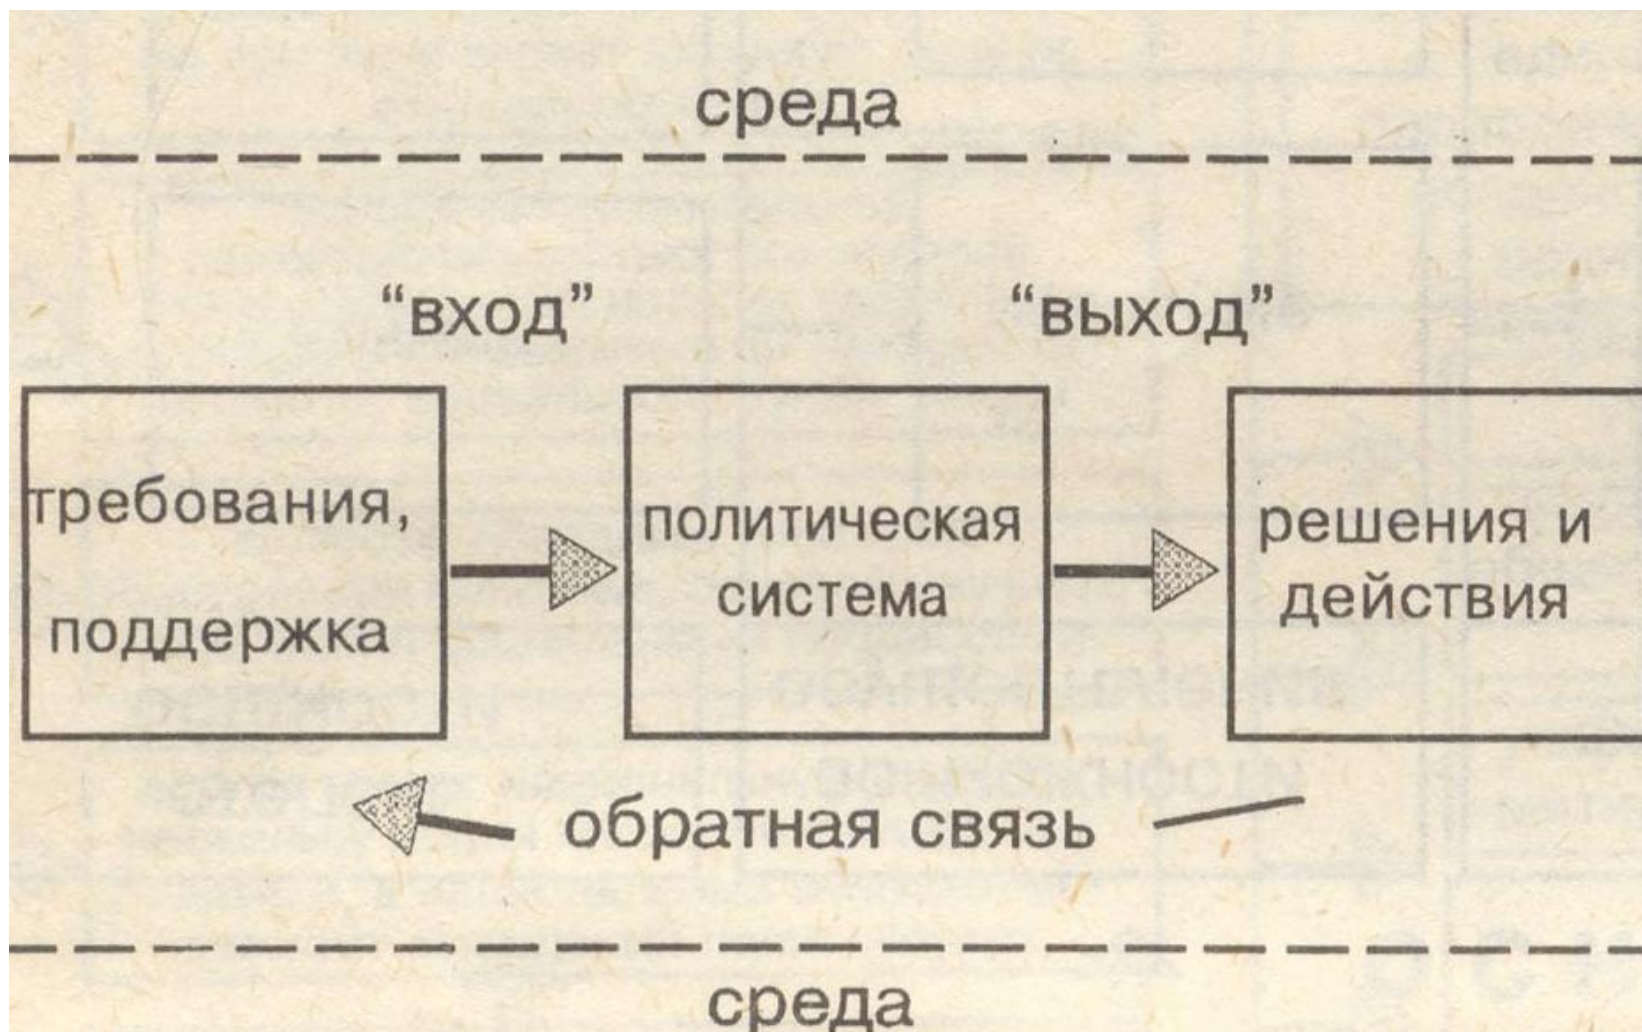 среда
“вход”
“выход”
требования,
поддержка
политическая
система
решения и
действия
обратная связь
среда